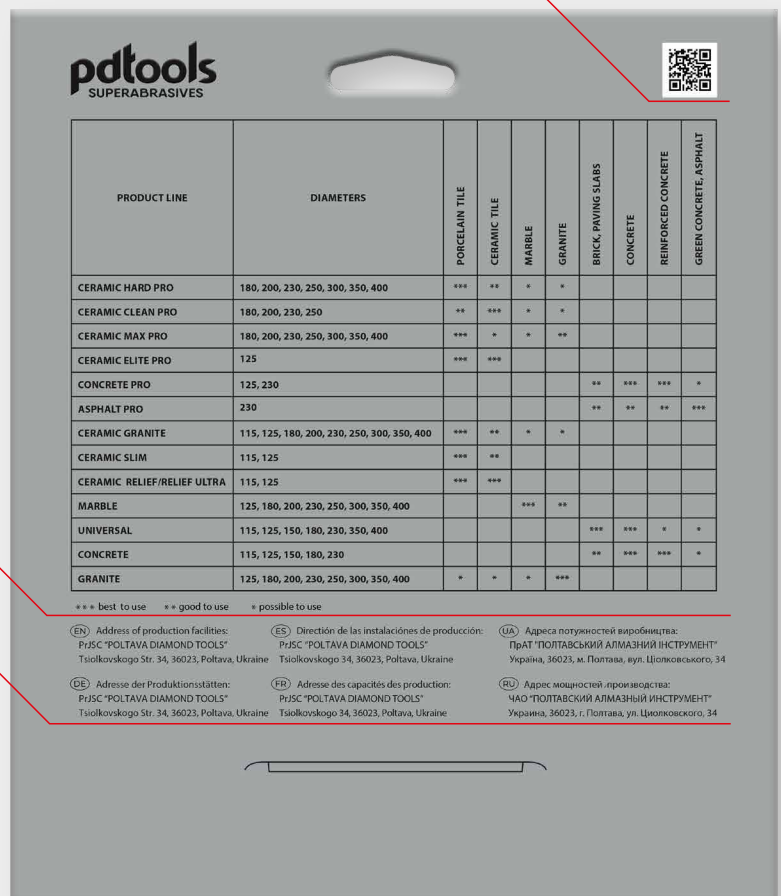 pdtools
SUPERABRASIVES
PRODUCT LINE DIAMETERS PORCELAIN TILE CERAMIC TILE MARBLE GRANITE BRICK, PAVING SLABS CONCRETE REINFORCED CONCRETE GREEN CONCRETE, ASPHALT
CERAMIC HARD PRO 180, 200, 230, 250, 300, 350, 400 *** ** * *
CERAMIC CLEAN PRO 180, 200, 230, 250 ** *** * *
CERAMIC MAX PRO 180, 200, 230, 250, 300, 350, 400 *** * * **
CERAMIC ELITE PRO 125 *** ***
CONCRETE PRO 125, 230 ** *** *** *
ASPHALT PRO 230 ** ** ** ***
CERAMIC GRANITE 115, 125, 180, 200, 230, 250, 300, 350, 400 *** ** * *
CERAMIC SLIM 115, 125 *** **
CERAMIC RELIEF/RELIEF ULTRA 115, 125 *** ***
MARBLE 125, 180, 200, 230, 250, 300, 350, 400 *** **
UNIVERSAL 115, 125, 150, 180, 230, 350, 400 *** *** * *
CONCRETE 115, 125, 150, 180, 230 ** *** *** *
GRANITE 125, 180, 200, 230, 250, 300, 350, 400 * * * ***
*** best to use ** good to use * possible to use
EN Address of production facilities:
PrJSC "POLTAVA DIAMOND TOOLS"
Tsiolkovskogo Str. 34, 36023, Poltava, Ukraine
ES Directión de las instalaciónes de producción:
PrJSC "POLTAVA DIAMOND TOOLS"
Tsiolkovskogo 34, 36023, Poltava, Ukraine
UA Адреса потужностей виробництва:
ПрАТ "ПОЛТАВСЬКИЙ АЛМАЗНИЙ ІНСТРУМЕНТ"
Україна, 36023, м. Полтава, вул. Ціолковського, 34
DE Adresse der Produktionsstätten:
PrJSC "POLTAVA DIAMOND TOOLS"
Tsiolkovskogo Str. 34, 36023, Poltava, Ukraine
FR Adresse des capacités des production:
PrJSC "POLTAVA DIAMOND TOOLS"
Tsiolkovskogo 34, 36023, Poltava, Ukraine
RU Адрес мощностей производства:
ЧАО "ПОЛТАВСКИЙ АЛМАЗНЫЙ ИНСТРУМЕНТ"
Украина, 36023, г. Полтава, ул. Циолковского, 34